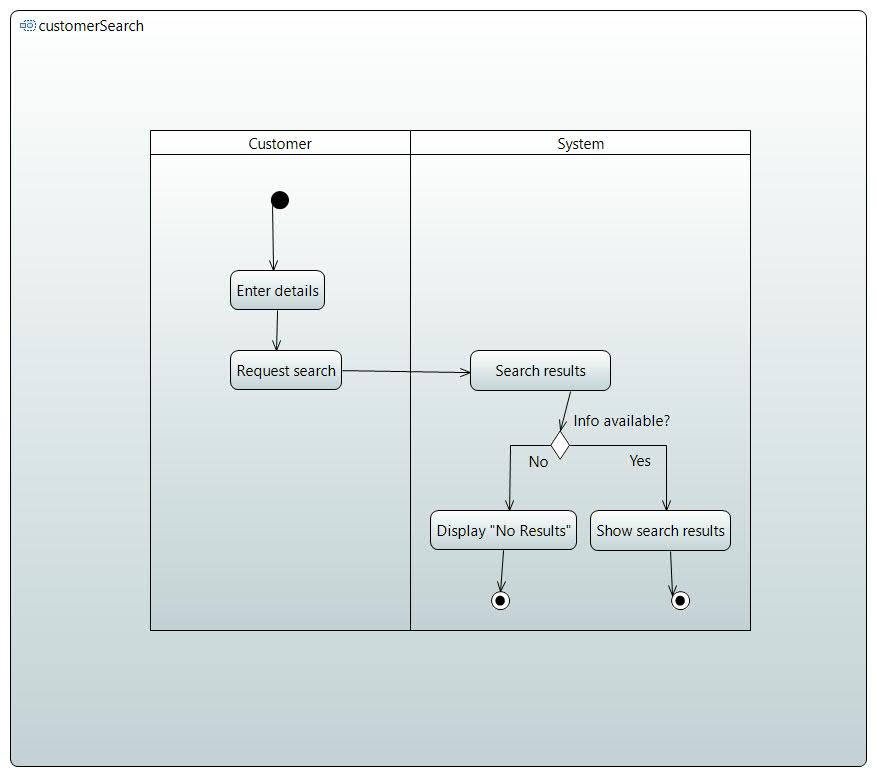 customerSearch
Customer
System
Enter details
Request search
Search results
Info available?
No
Yes
Display "No Results"
Show search results